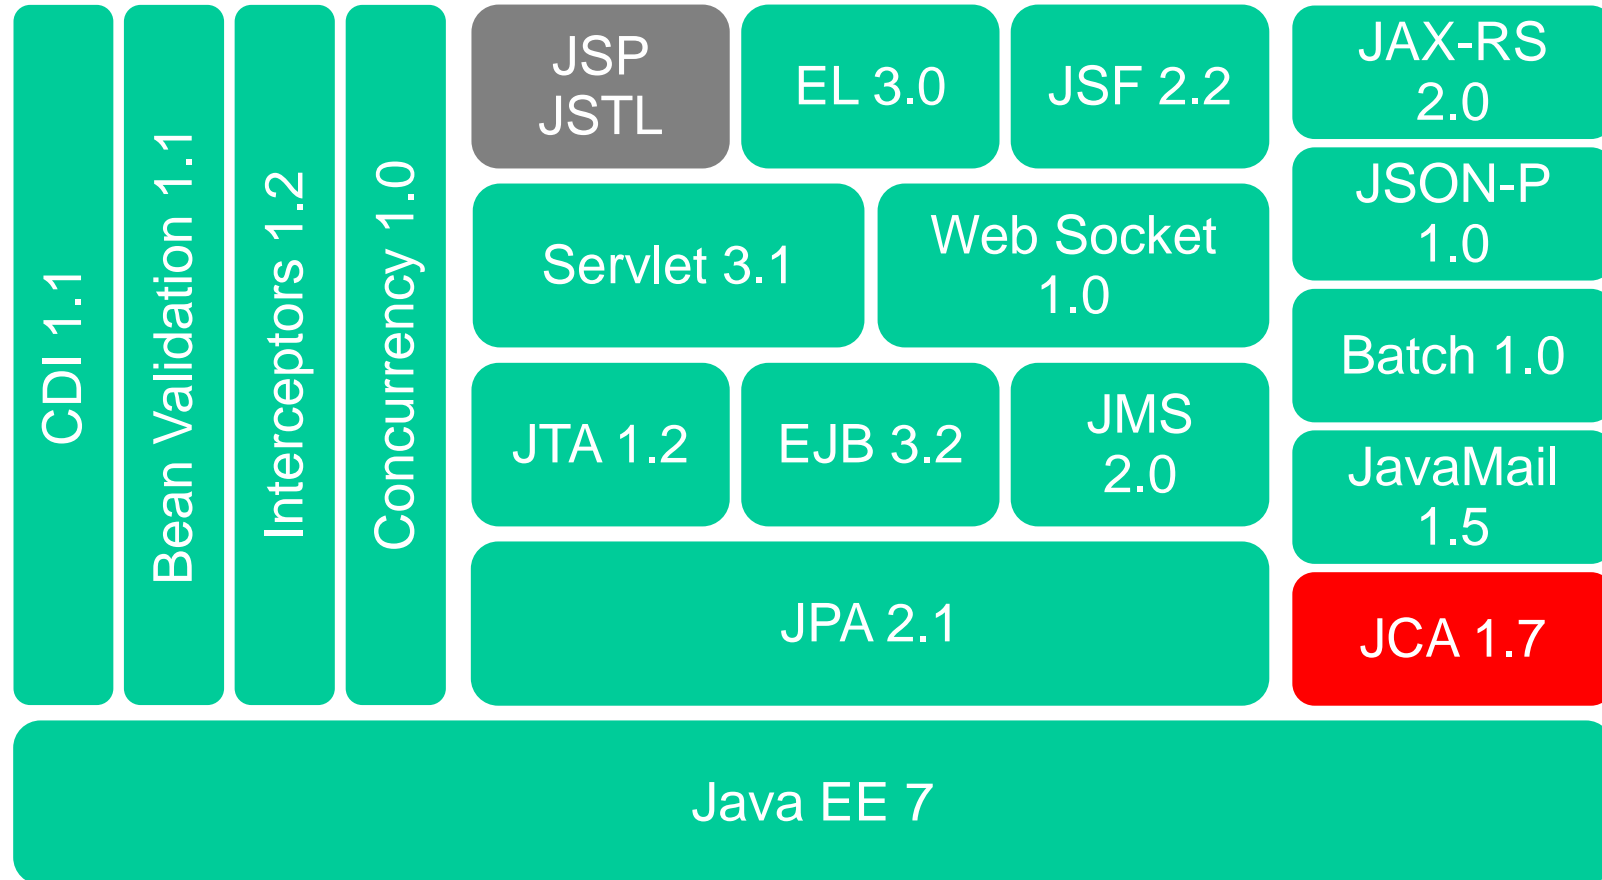 CDI 1.1
Bean Validation 1.1
Interceptors 1.2
Concurrency 1.0
JSP
JSTL
EL 3.0
JSF 2.2
Servlet 3.1
Web Socket
1.0
JTA 1.2
EJB 3.2
JMS
2.0
JPA 2.1
JAX-RS
2.0
JSON-P
1.0
Batch 1.0
JavaMail
1.5
JCA 1.7
Java EE 7